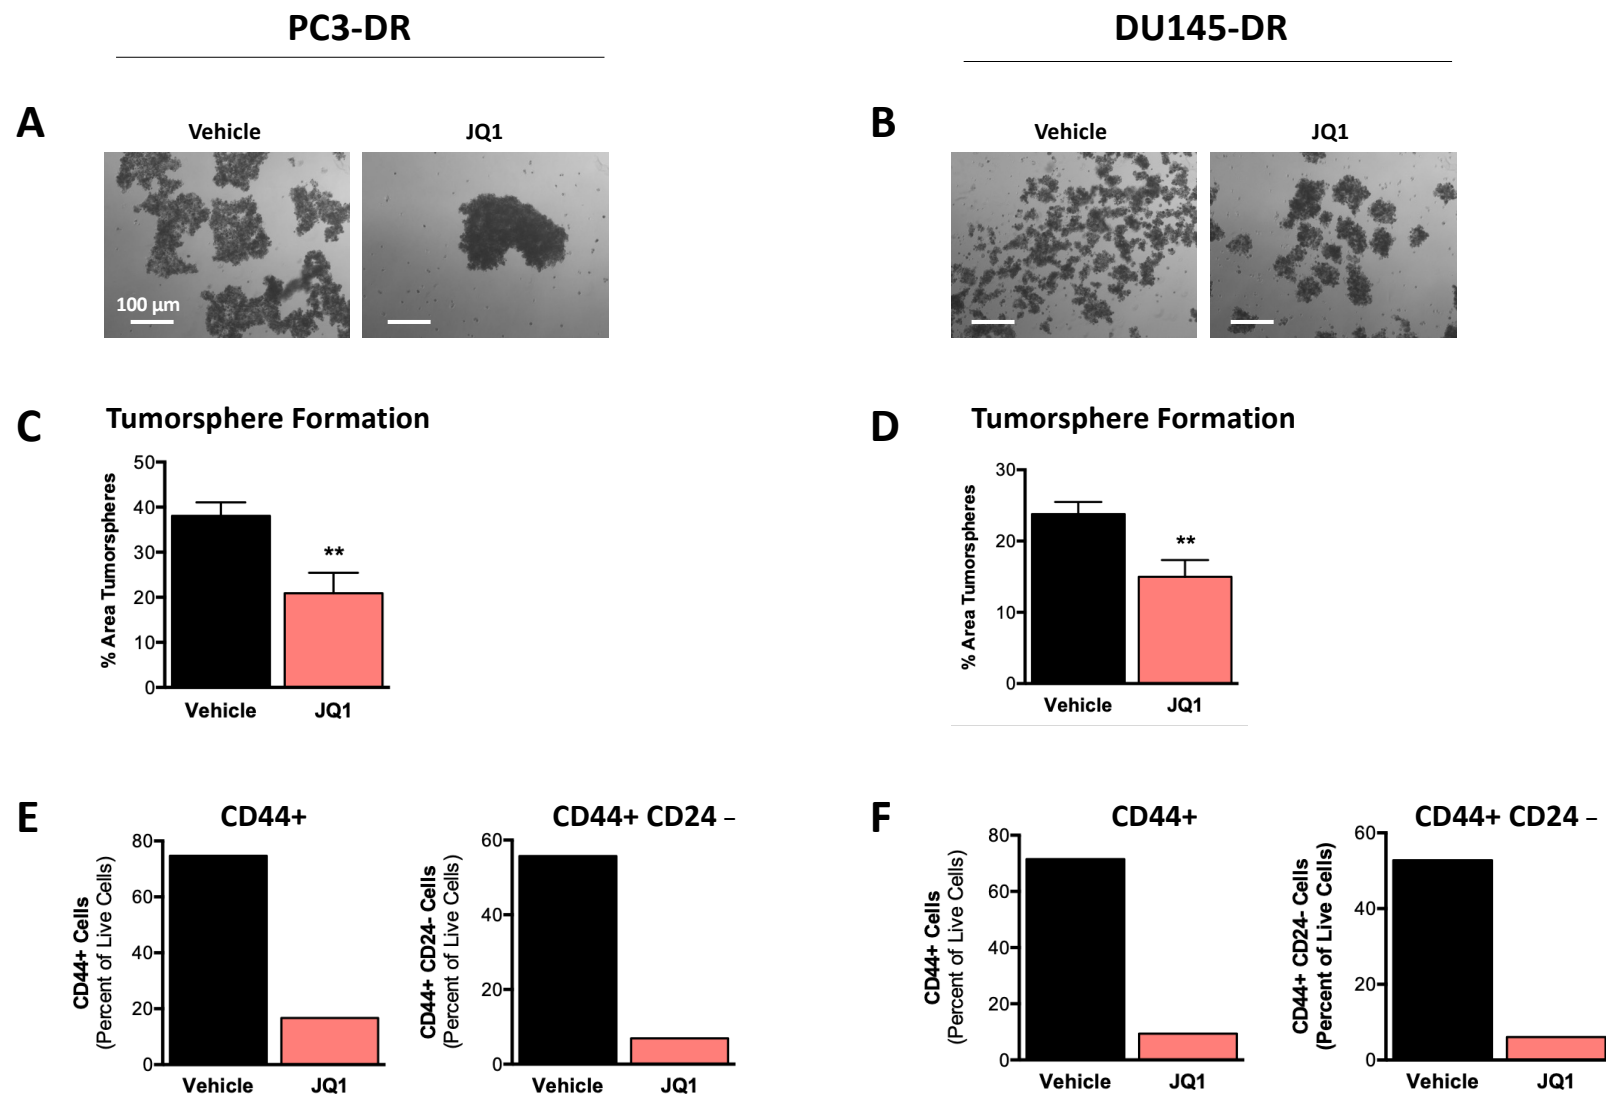 PC3-DR
DU145-DR
A
Vehicle
JQ1
100 µm
B
Vehicle
JQ1
C
Tumorsphere Formation
% Area Tumorspheres
50
40
30
20
10
0
**
Vehicle
JQ1
D
Tumorsphere Formation
% Area Tumorspheres
30
20
10
0
**
Vehicle
JQ1
E
CD44+
CD44+ Cells
(Percent of Live Cells)
80
60
40
20
0
Vehicle
JQ1
CD44+ CD24 –
CD44+ CD24- Cells
(Percent of Live Cells)
60
40
20
0
Vehicle
JQ1
F
CD44+
CD44+ Cells
(Percent of Live Cells)
80
60
40
20
0
Vehicle
JQ1
CD44+ CD24 –
CD44+ CD24- Cells
(Percent of Live Cells)
60
40
20
0
Vehicle
JQ1